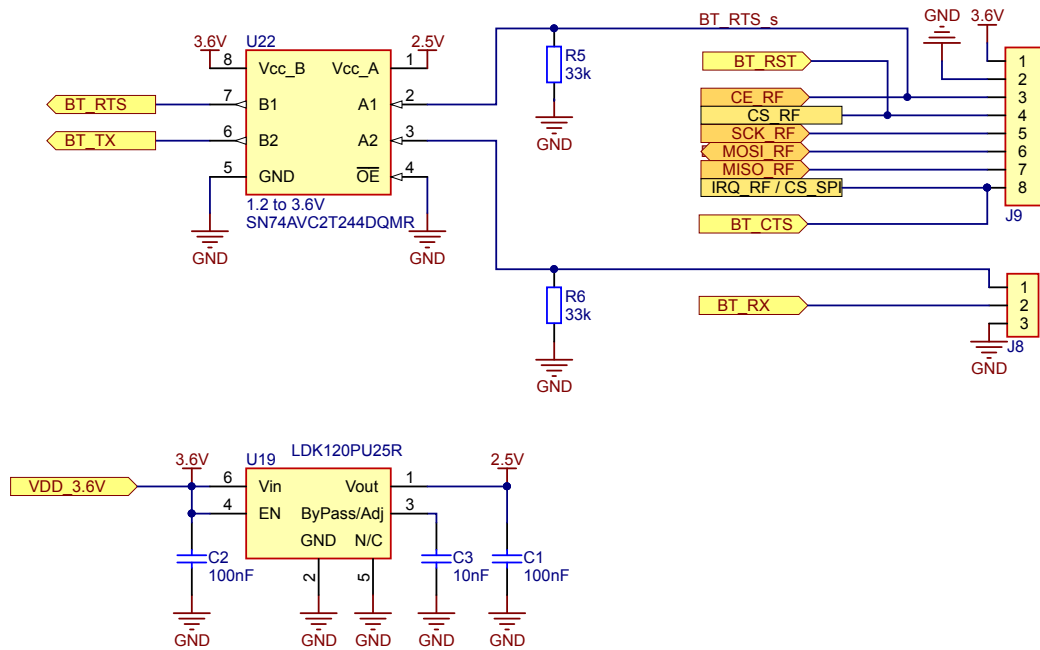 3.6V
U22
2.5V
8
Vcc_B
Vcc_A
1
BT_RTS
7
B1
A1
2
BT_TX
6
B2
A2
3
5
GND
OE
4
1.2 to 3.6V
SN74AVC2T244DQMR
GND
GND
BT_RTS_s
R5
33k
GND
GND
3.6V
BT_RST
CE_RF
CS_RF
SCK_RF
MOSI_RF
MISO_RF
IRQ_RF / CS_SPI
BT_CTS
1
2
3
4
5
6
7
8
J9
R6
33k
GND
BT_RX
1
2
3
J8
GND
LDK120PU25R
3.6V
U19
2.5V
VDD_3.6V
6
Vin
Vout
1
4
EN
ByPass/Adj
3
GND
N/C
2
5
C2
100nF
C3
10nF
C1
100nF
GND
GND
GND
GND
GND